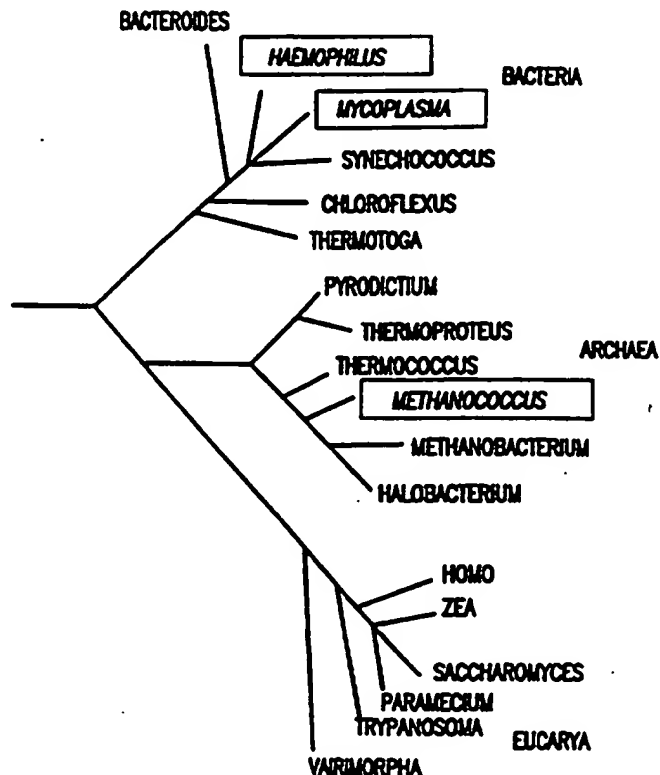 BACTEROIDES
HAEMOPHILUS
BACTERIA
MYCOPLASMA
SYNECHOCOCCUS
CHLOROFLEXUS
THERMOTOGA
PYRODICTIUM
THERMOPROTEUS
ARCHAEA
THERMOCOCCUS
METHANOCOCCUS
METHANOBACTERIUM
HALOBACTERIUM
HOMO
ZEA
SACCHAROMYCES
PARAMECIUM
TRYPANOSOMA
EUCARYA
VAIRIMORPHA